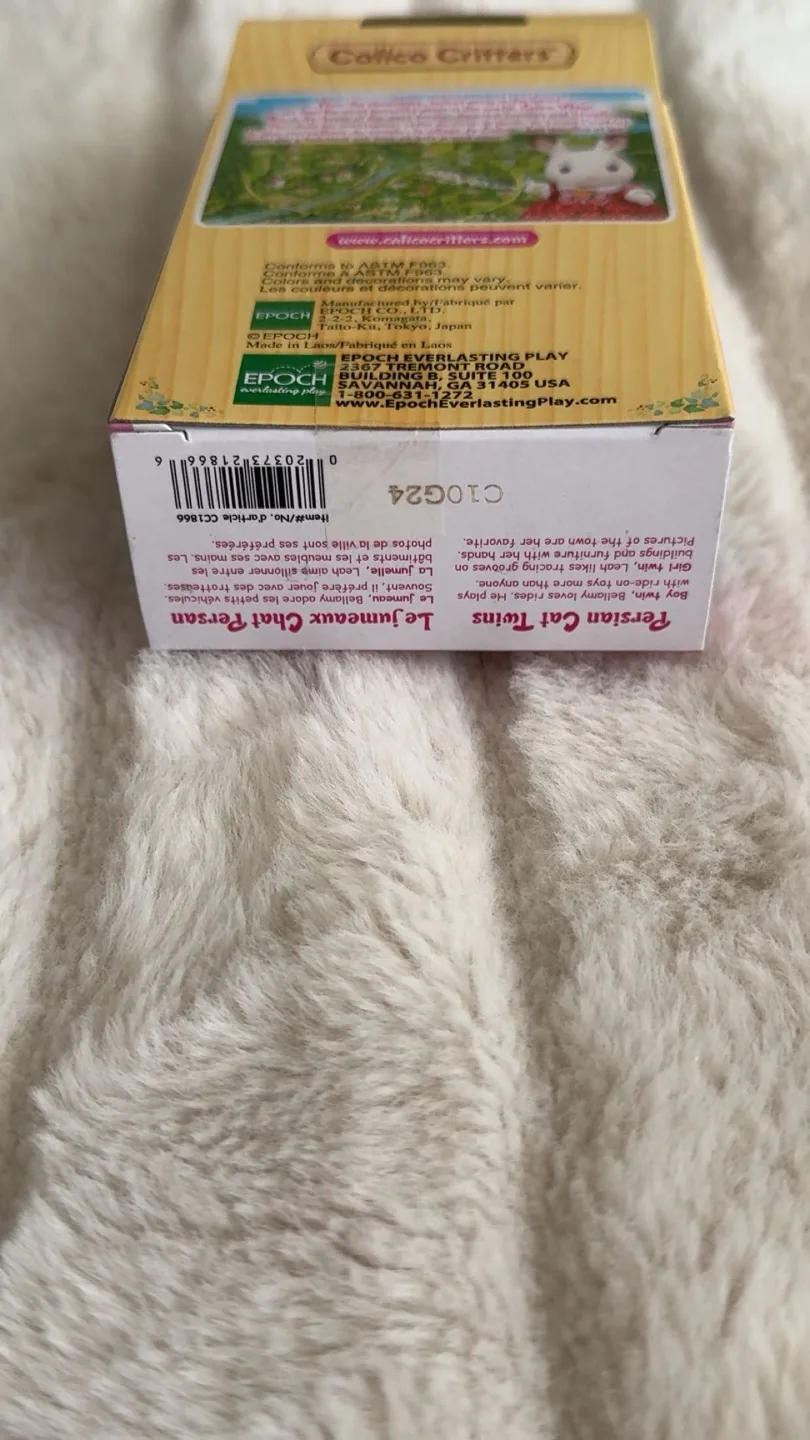 Calico Critters
www.calicocritters.com
Conforms to ASTM F963.
Conforme à ASTM F963.
Colors and decorations may vary.
Les couleurs et décorations peuvent varier.
EPOCH
Manufactured by/Fabriqué par
EPOCH CO., LTD.
2-2-2, Komagata,
Taito-Ku, Tokyo, Japan
© EPOCH
Made in Laos/Fabriqué en Laos
EPOCH
everlasting play
EPOCH EVERLASTING PLAY
2367 TREMONT ROAD
BUILDING B, SUITE 100
SAVANNAH, GA 31405 USA
1-800-631-1272
www.EpochEverlastingPlay.com
Persian Cat Twins
Boy twin, Bellamy loves rides. He plays
with ride-on toys more than anyone.
Girl twin, Leah likes tracing grooves on
buildings and furniture with her hands.
Pictures of the town are her favorite.
Le jumeaux Chat Persan
Le jumeau, Bellamy adore les petits véhicules.
Souvent, il préfère jouer avec des trotteuses.
La jumelle, Leah aime sillonner entre les
bâtiments et les meubles avec ses mains. Les
photos de la ville sont ses préférées.
C10G24
Item#/No. d'article CC1866
0 20373 21866 6